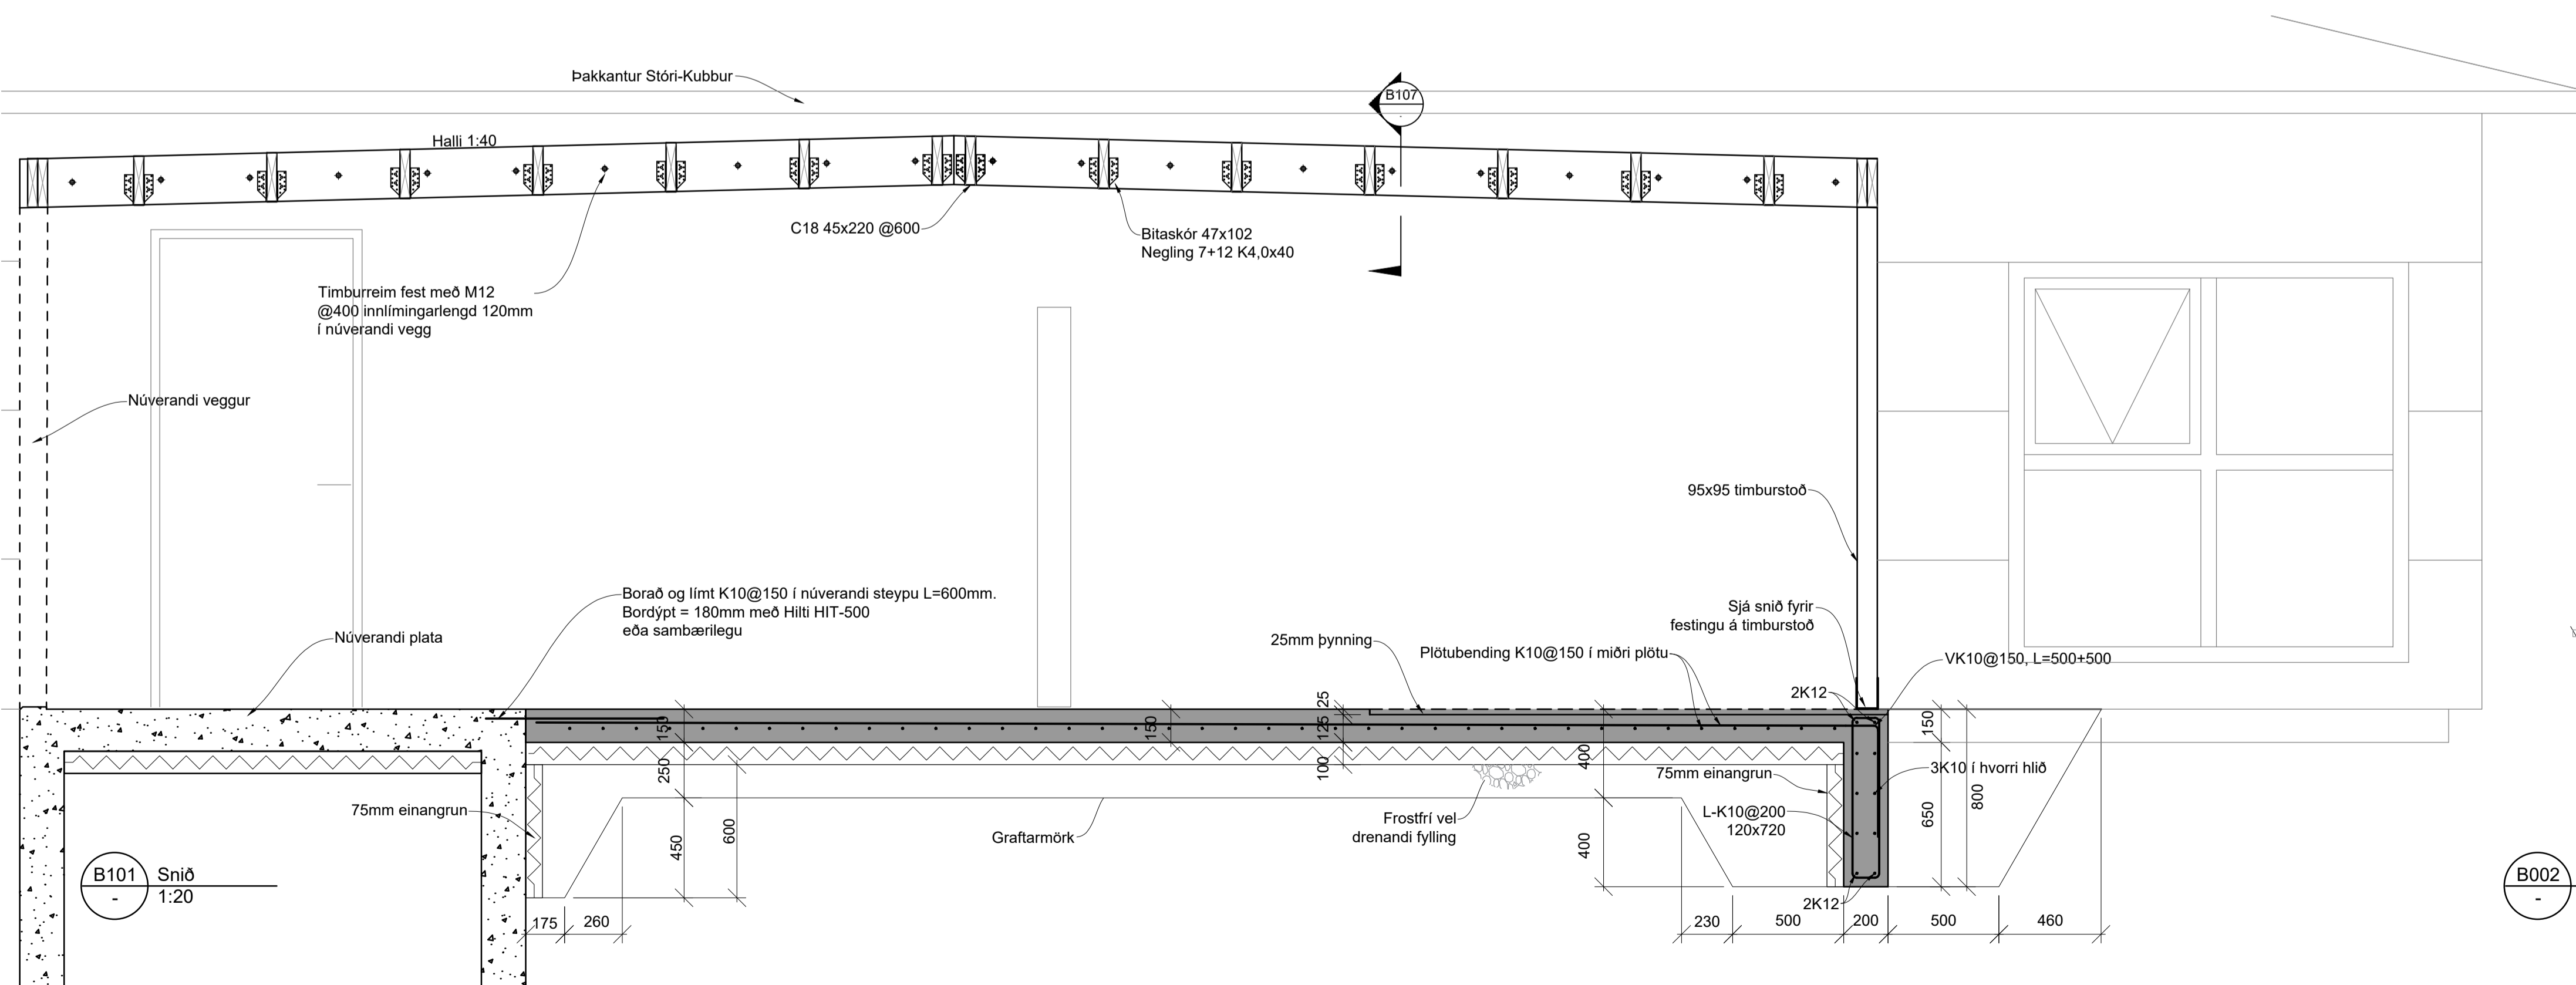 Þakkantur Stóri-Kubbur
B107
-
Halli 1:40
C18 45x220 @600
Bitaskór 47x102
Negling 7+12 K4,0x40
Timburreim fest með M12
@400 innlímingarlengd 120mm
í núverandi vegg
Núverandi veggur
95x95 timburstoð
Borað og límt K10@150 í núverandi steypu L=600mm.
Bordýpt = 180mm með Hilti HIT-500
eða sambærilegu
Sjá snið fyrir
festingu á timburstoð
Núverandi plata
25mm þynning
Plötubending K10@150 í miðri plötu
VK10@150, L=500+500
2K12
25
150
150
125
150
250
100
400
75mm einangrun
3K10 í hvorri hlið
800
650
75mm einangrun
L-K10@200
120x720
Frostfrí vel
drenandi fylling
Graftarmörk
450
600
400
B101
Snið
-
1:20
B002
-
2K12
175
260
230
500
200
500
460